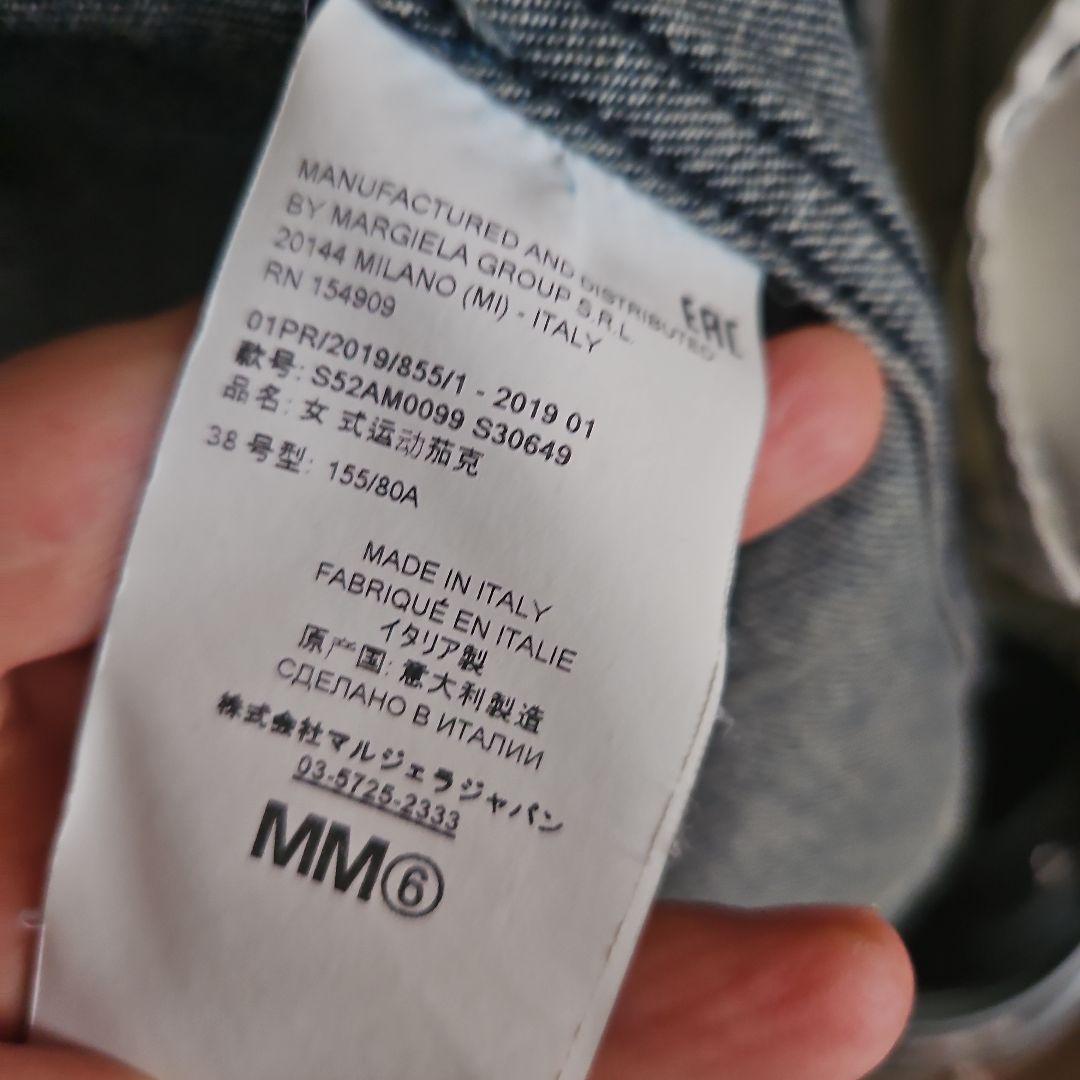 MANUFACTURED AND DISTRIBUTED
BY MARGIELA GROUP S.R.L.
20144 MILANO (MI) - ITALY
RN 154909
EAC
01PR/2019/855/1 - 2019 01
款号: S52AM0099 S30649
品名: 女 式运动茄克
38 号型: 155/80A
MADE IN ITALY
FABRIQUÉ EN ITALIE
イタリア製
原产国: 意大利製造
СДЕЛАНО В ИТАЛИИ
株式会社マルジェラジャパン
03-5725-2333
MM⑥